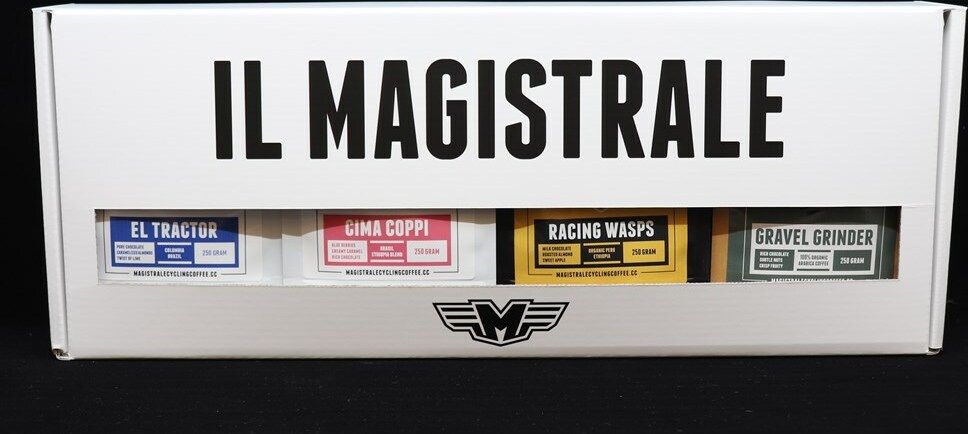 IL MAGISTRALE
EL TRACTOR
PURE CHOCOLATE
CARAMELIZED ALMOND
TWIST OF LIME
COLOMBIA
BRAZIL
250 GRAM
MAGISTRALECYCLINGCOFFEE.CC
CIMA COPPI
BLUE BERRIES
CREAMY CARAMEL
RICH CHOCOLATE
BRASIL
ETHIOPIA BLEND
250 GRAM
MAGISTRALECYCLINGCOFFEE.CC
RACING WASPS
MILK CHOCOLATE
ROASTED ALMOND
SWEET APPLE
ORGANIC PERU
ETHIOPIA
250 GRAM
MAGISTRALECYCLINGCOFFEE.CC
GRAVEL GRINDER
RICH CHOCOLATE
SUBTLE NUTS
CRISP FRUITY
100% ORGANIC
ARABICA COFFEE
250 GRAM
MAGISTRALECYCLINGCOFFEE.CC
M